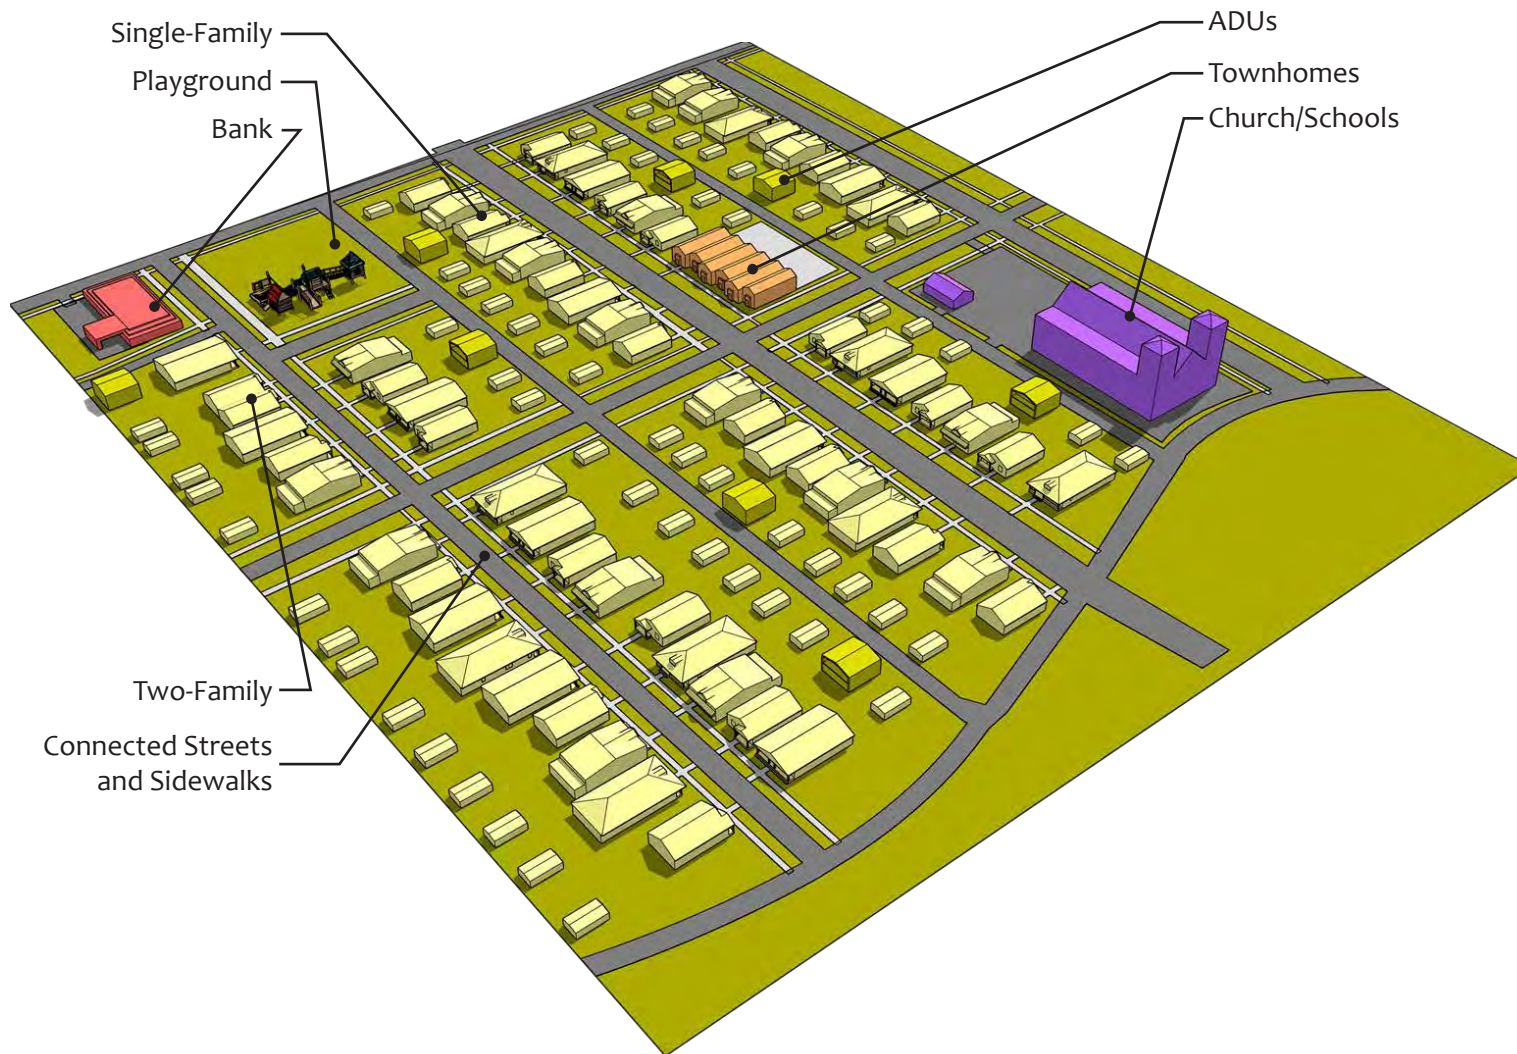 Single-Family
Playground
Bank
ADUs
Townhomes
Church/Schools
Two-Family
Connected Streets
and Sidewalks